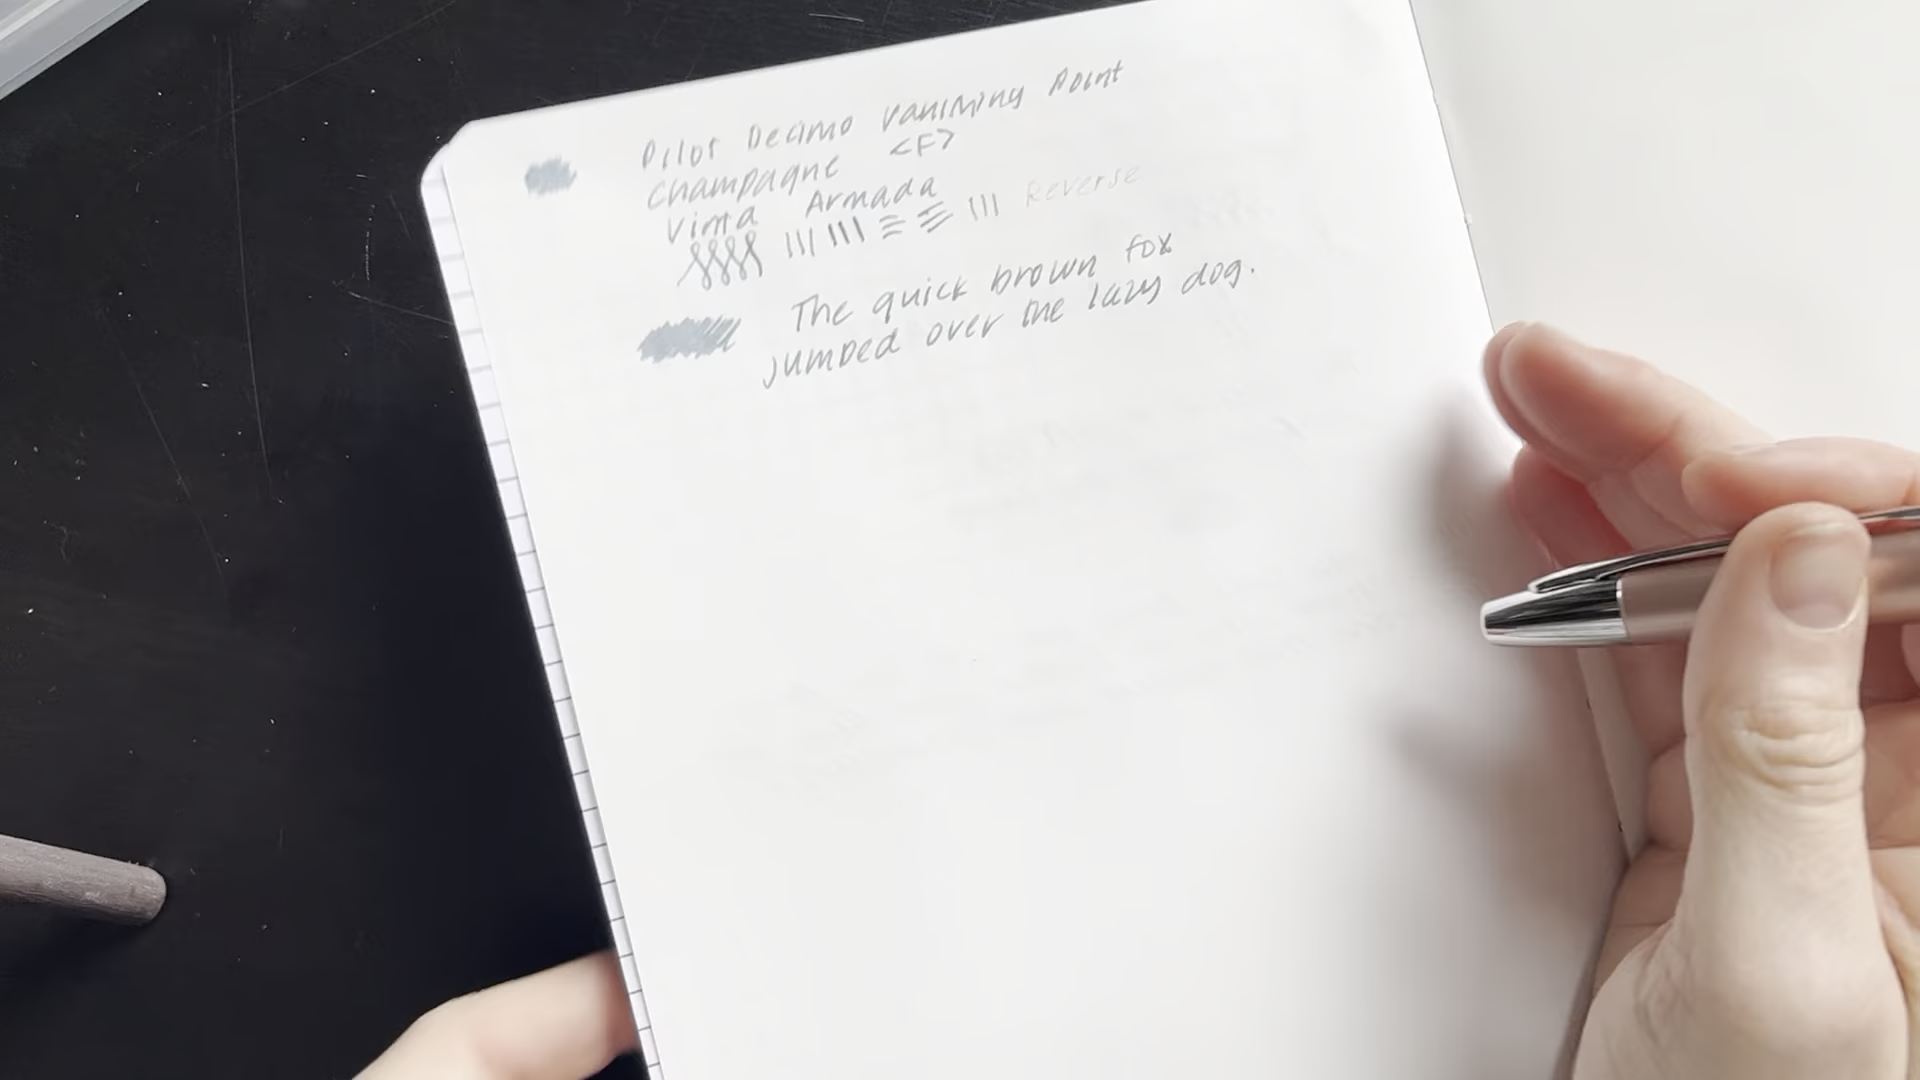 Pilot Decimo Vanishing Point
Champagne <F>
Vinta Armada
Reverse
The quick brown fox
jumped over the lazy dog.